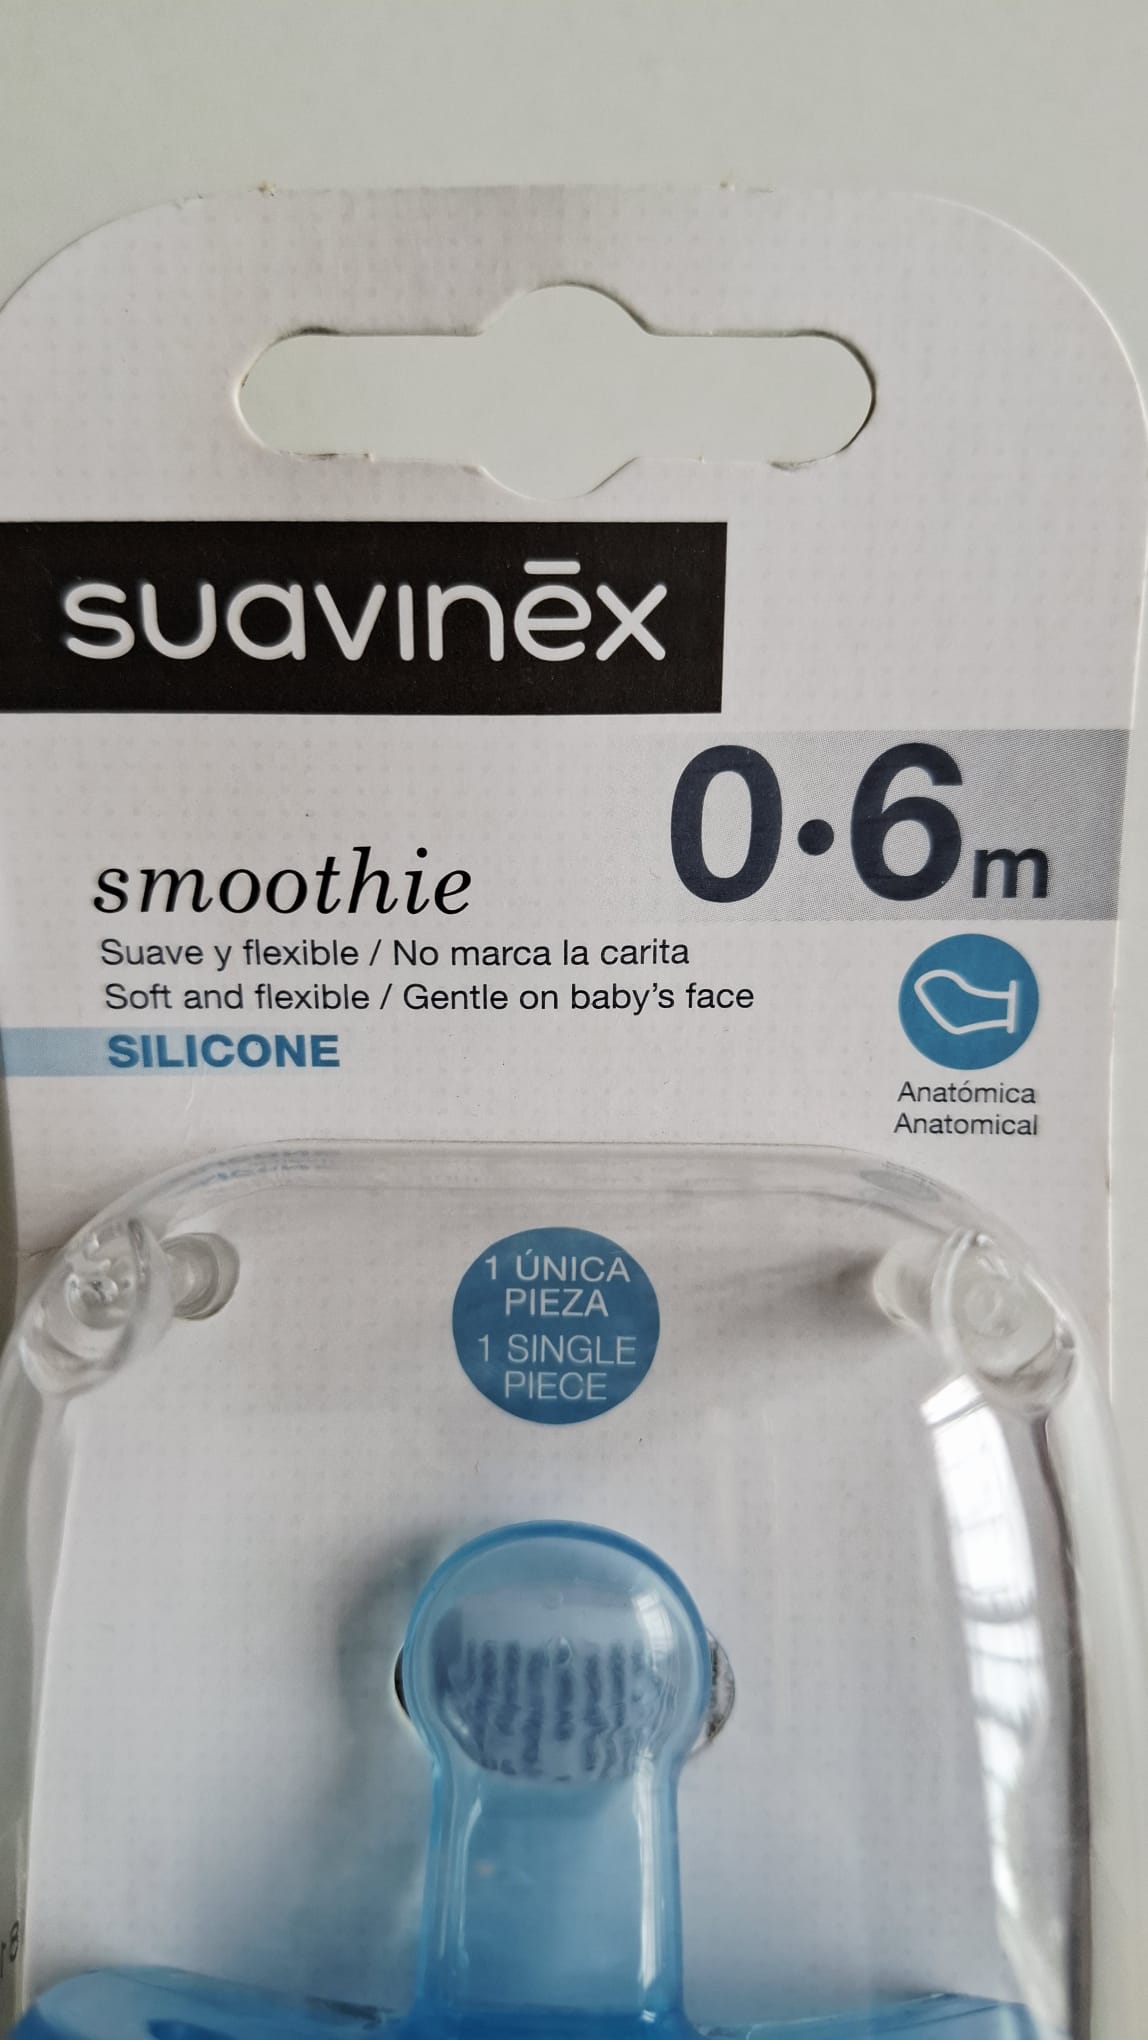 suavinēx
0•6m
smoothie
Suave y flexible / No marca la carita
Soft and flexible / Gentle on baby's face
SILICONE
Anatómica
Anatomical
1 ÚNICA
PIEZA
1 SINGLE
PIECE